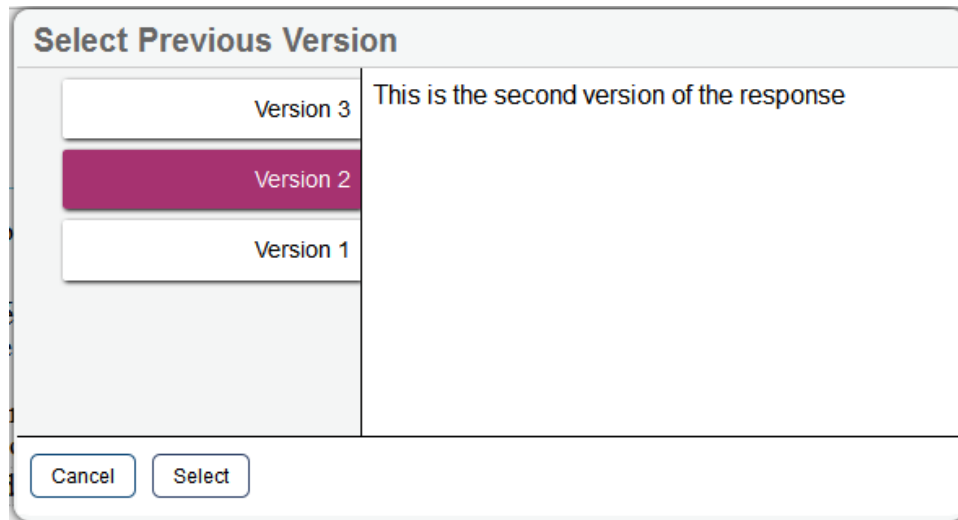 Select Previous Version
Version 3
This is the second version of the response
Version 2
Version 1
Cancel
Select